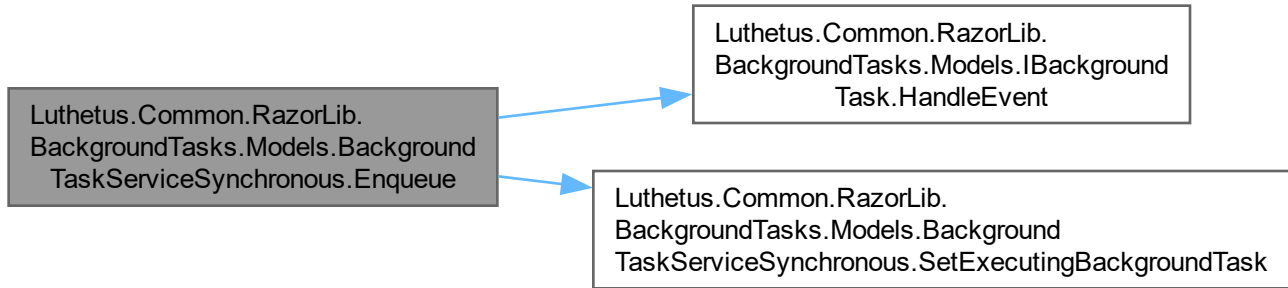 Luthetus.Common.RazorLib.
BackgroundTasks.Models.IBackground
Task.HandleEvent
Luthetus.Common.RazorLib.
BackgroundTasks.Models.Background
TaskServiceSynchronous.Enqueue
Luthetus.Common.RazorLib.
BackgroundTasks.Models.Background
TaskServiceSynchronous.SetExecutingBackgroundTask